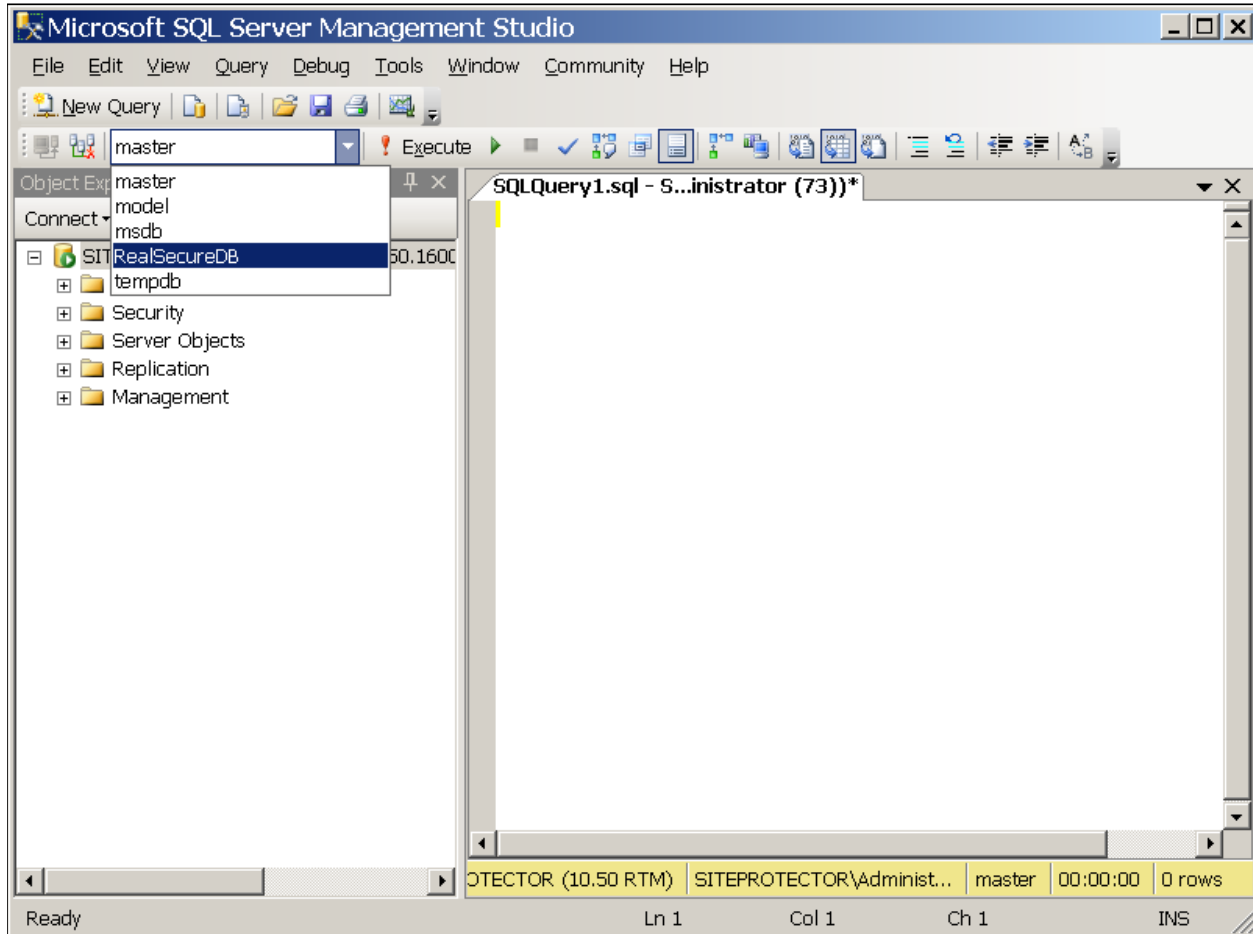 Microsoft SQL Server Management Studio
File Edit View Query Debug Tools Window Community Help
New Query
master Execute
Object Exp
SQLQuery1.sql - S...inistrator (73))*
master
model
msdb
RealSecureDB
tempdb
Connect
SIT 50.1600
Security
Server Objects
Replication
Management
OTECTOR (10.50 RTM) SITEPROTECTOR\Administ... master 00:00:00 0 rows
Ready Ln 1 Col 1 Ch 1 INS